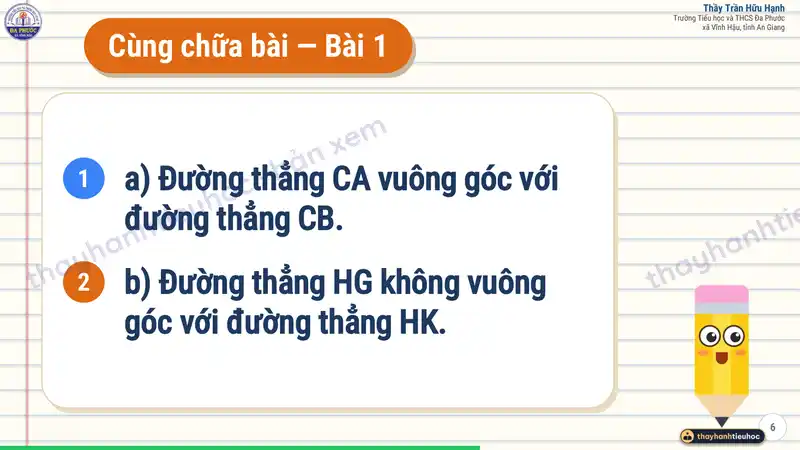 Thầy Trần Hữu Hạnh
Trường Tiểu học và THCS Đa Phước
xã Vĩnh Hậu, tỉnh An Giang
ĐA PHƯỚC
Cùng chữa bài – Bài 1
1
a) Đường thẳng CA vuông góc với
đường thẳng CB.
2
b) Đường thẳng HG không vuông
góc với đường thẳng HK.
thayhanhtieuhoc
6